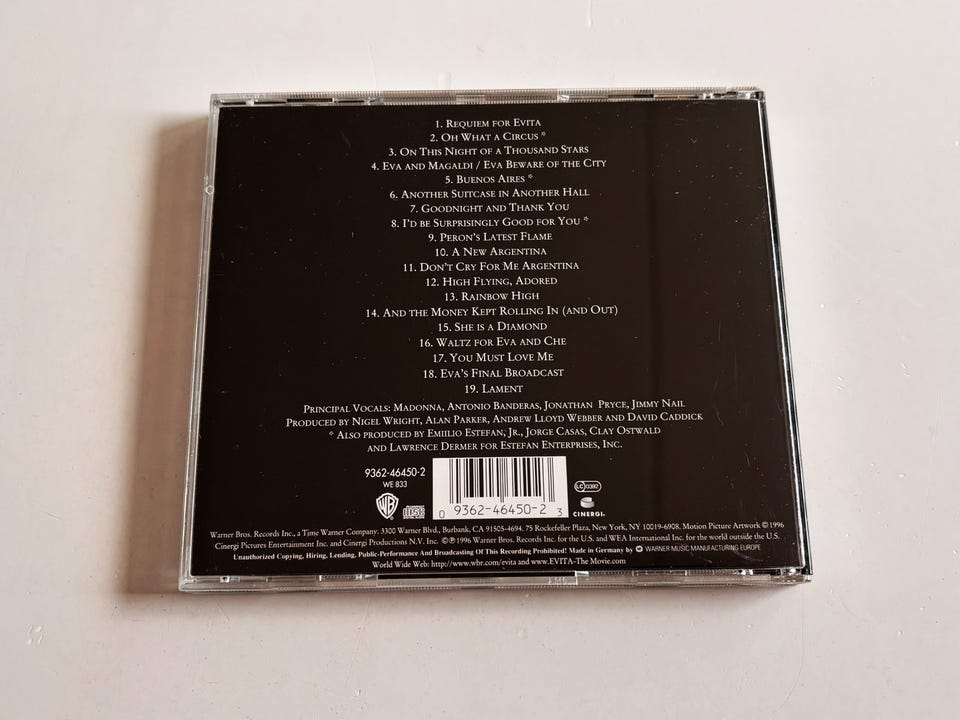 1. Requiem for Evita
2. Oh What a Circus *
3. On This Night of a Thousand Stars
4. Eva and Magaldi / Eva Beware of the City
5. Buenos Aires *
6. Another Suitcase in Another Hall
7. Goodnight and Thank You
8. I'd be Surprisingly Good for You *
9. Peron's Latest Flame
10. A New Argentina
11. Don't Cry For Me Argentina
12. High Flying, Adored
13. Rainbow High
14. And the Money Kept Rolling In (and Out)
15. She is a Diamond
16. Waltz for Eva and Che
17. You Must Love Me
18. Eva's Final Broadcast
19. Lament
Principal Vocals: Madonna, Antonio Banderas, Jonathan Pryce, Jimmy Nail
Produced by Nigel Wright, Alan Parker, Andrew Lloyd Webber and David Caddick
* Also produced by Emiilio Estefan, Jr., Jorge Casas, Clay Ostwald
and Lawrence Dermer for Estefan Enterprises, Inc.
9362-46450-2
WE 833
WB
disc
0 9362-46450-2 3
LC 0392
CINERGI.
Warner Bros. Records Inc., a Time Warner Company. 3300 Warner Blvd., Burbank, CA 91505-4694. 75 Rockefeller Plaza, New York, NY 10019-6908. Motion Picture Artwork © 1996
Cinergi Pictures Entertainment Inc. and Cinergi Productions N.V. Inc. ©℗ 1996 Warner Bros. Records Inc. for the U.S. and WEA International Inc. for the world outside the U.S.
Unauthorized Copying, Hiring, Lending, Public-Performance And Broadcasting Of This Recording Prohibited! Made in Germany by WARNER MUSIC MANUFACTURING EUROPE
World Wide Web: http://www.wbr.com/evita and www.EVITA-The Movie.com